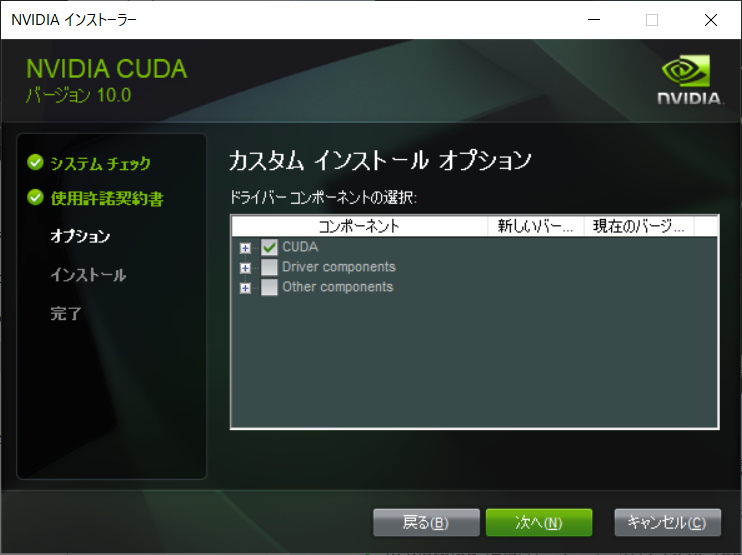 NVIDIA インストーラー
NVIDIA CUDA
バージョン 10.0
NVIDIA.
システム チェック
使用許諾契約書
オプション
インストール
完了
カスタム インストール オプション
ドライバー コンポーネントの選択:
コンポーネント 新しいバー... 現在のバージ...
CUDA
Driver components
Other components
戻る(B) 次へ(N) キャンセル(C)